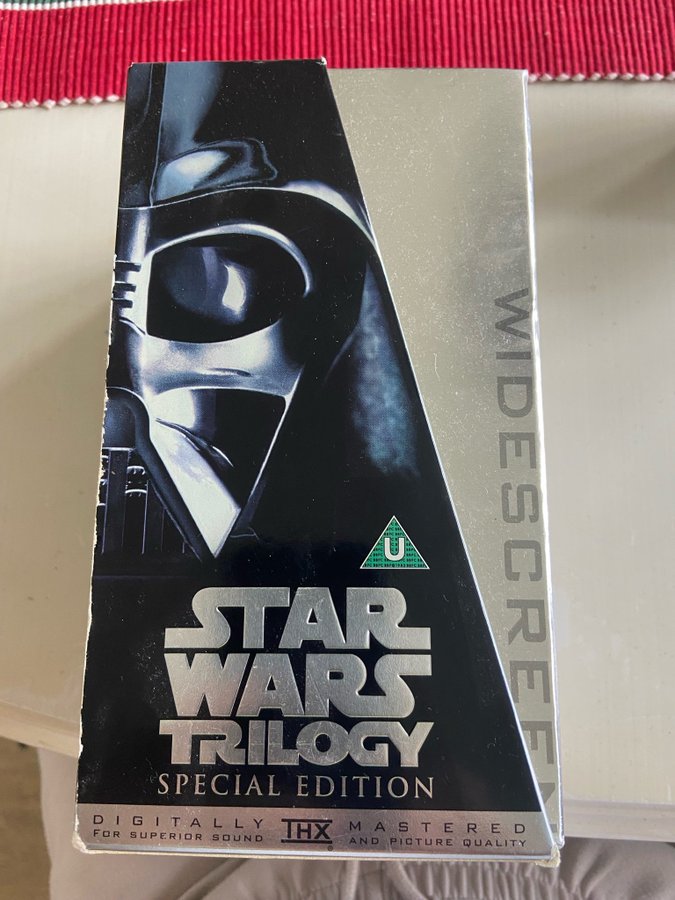 WIDESCREEN
U
STAR
WARS
TRILOGY
SPECIAL EDITION
DIGITALLY THX MASTERED
FOR SUPERIOR SOUND AND PICTURE QUALITY